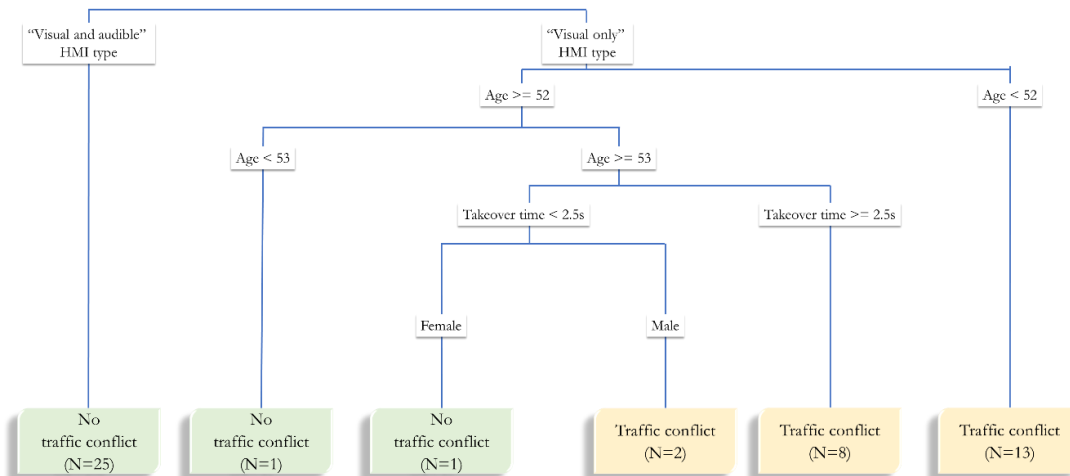 “Visual and audible”
HMI type
“Visual only”
HMI type
Age >= 52
Age < 52
Age < 53
Age >= 53
Takeover time < 2.5s
Takeover time >= 2.5s
Female
Male
No
traffic conflict
(N=25)
No
traffic conflict
(N=1)
No
traffic conflict
(N=1)
Traffic conflict
(N=2)
Traffic conflict
(N=8)
Traffic conflict
(N=13)